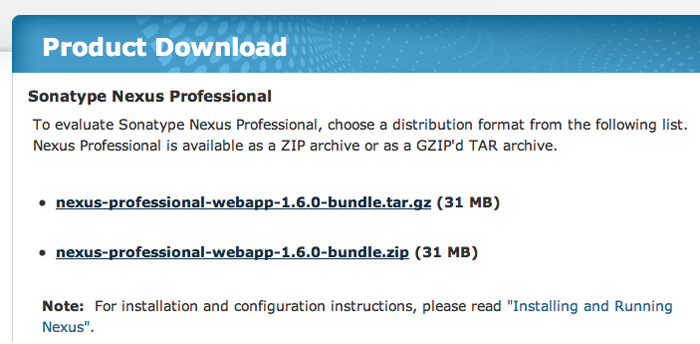 Product Download
Sonatype Nexus Professional
To evaluate Sonatype Nexus Professional, choose a distribution format from the following list.
Nexus Professional is available as a ZIP archive or as a GZIP'd TAR archive.
• nexus-professional-webapp-1.6.0-bundle.tar.gz (31 MB)
• nexus-professional-webapp-1.6.0-bundle.zip (31 MB)
Note: For installation and configuration instructions, please read "Installing and Running
Nexus".